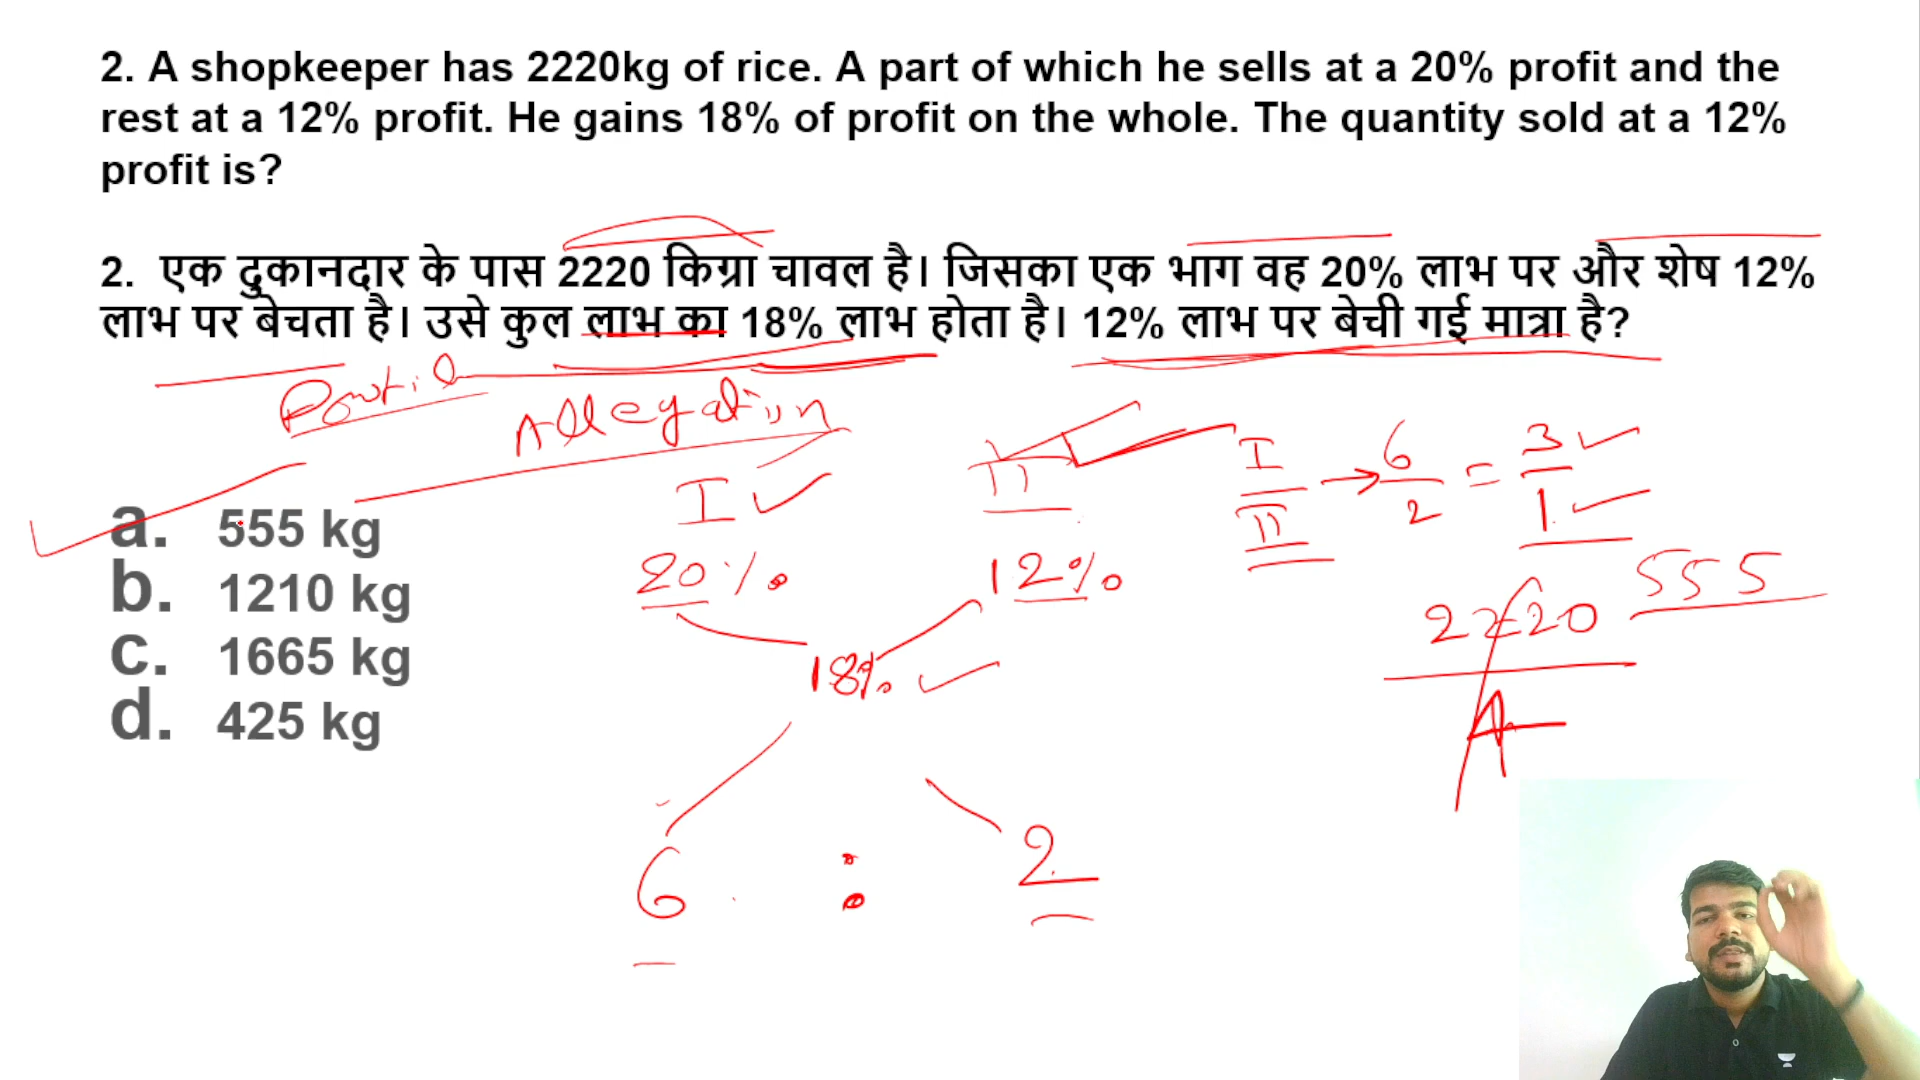 2. A shopkeeper has 2220kg of rice. A part of which he sells at a 20% profit and the
rest at a 12% profit. He gains 18% of profit on the whole. The quantity sold at a 12%
profit is?
2. एक दुकानदार के पास 2220 किग्रा चावल है। जिसका एक भाग वह 20% लाभ पर और शेष 12%
लाभ पर बेचता है। उसे कुल लाभ का 18% लाभ होता है। 12% लाभ पर बेची गई मात्रा है?
Allegation
I II I/II → 6/2 = 3/1
a. 555 kg
b. 1210 kg
c. 1665 kg
d. 425 kg
20% 12%
2220 555
18%
4
6 : 2